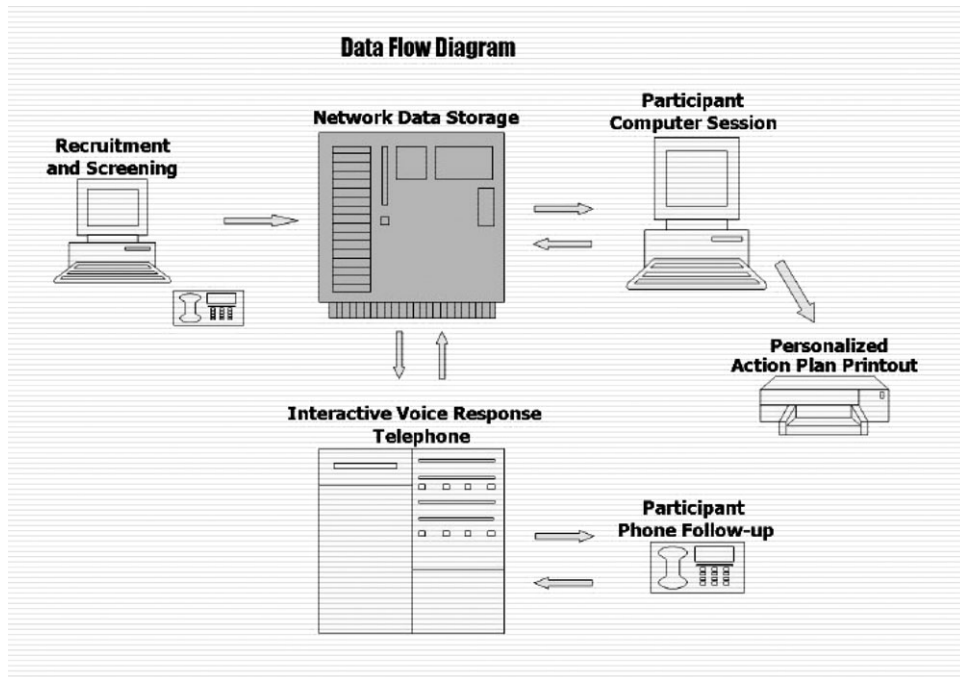 Data Flow Diagram
Network Data Storage
Participant
Computer Session
Recruitment
and Screening
Personalized
Action Plan Printout
Interactive Voice Response
Telephone
Participant
Phone Follow-up